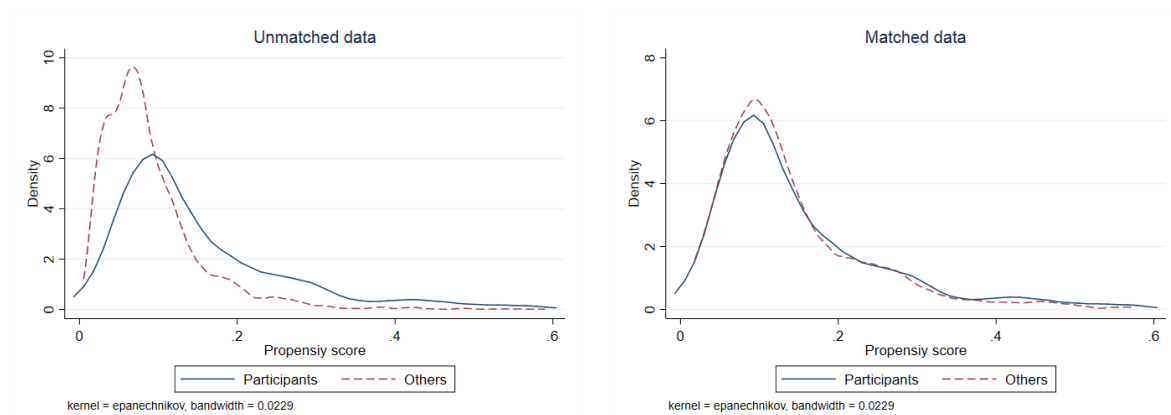 Unmatched data
10
8
6
4
2
0
Density
0 .2 .4 .6
Propensiy score
Participants Others
kernel = epanechnikov, bandwidth = 0.0229
Matched data
8
6
4
2
0
Density
0 .2 .4 .6
Propensiy score
Participants Others
kernel = epanechnikov, bandwidth = 0.0229